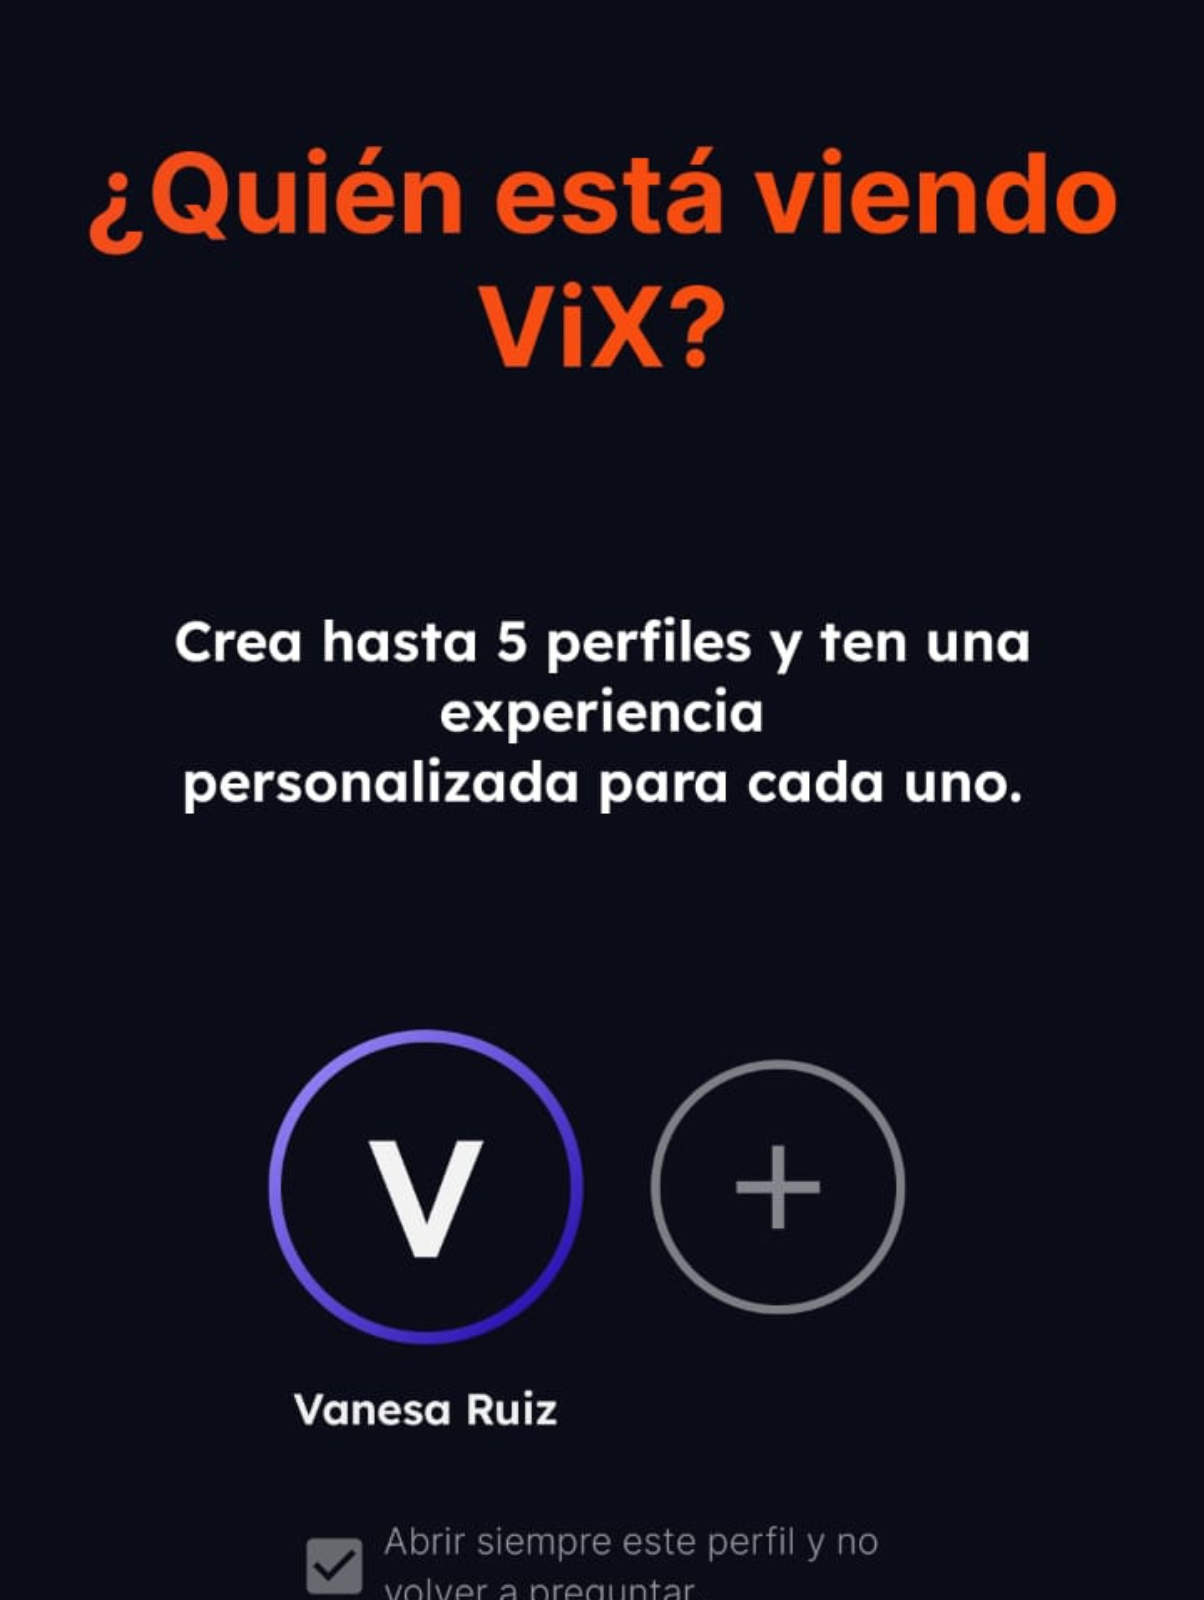 ¿Quién está viendo
ViX?
Crea hasta 5 perfiles y ten una
experiencia
personalizada para cada uno.
V
+
Vanesa Ruiz
Abrir siempre este perfil y no
volver a preguntar